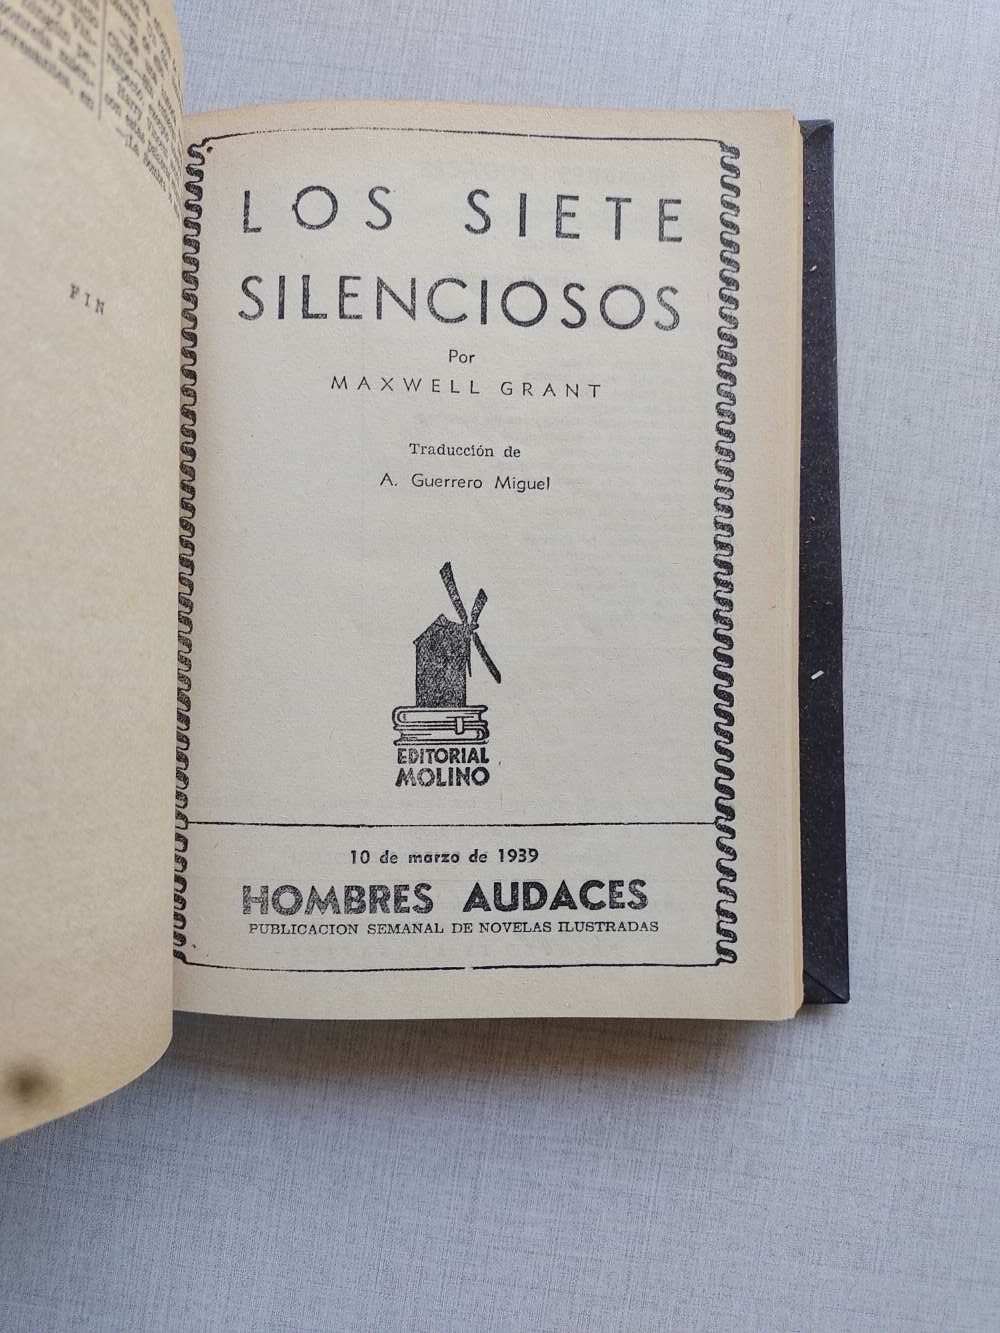 FIN
LOS SIETE
SILENCIOSOS
Por
MAXWELL GRANT
Traducción de
A. Guerrero Miguel
EDITORIAL
MOLINO
10 de marzo de 1939
HOMBRES AUDACES
PUBLICACION SEMANAL DE NOVELAS ILUSTRADAS